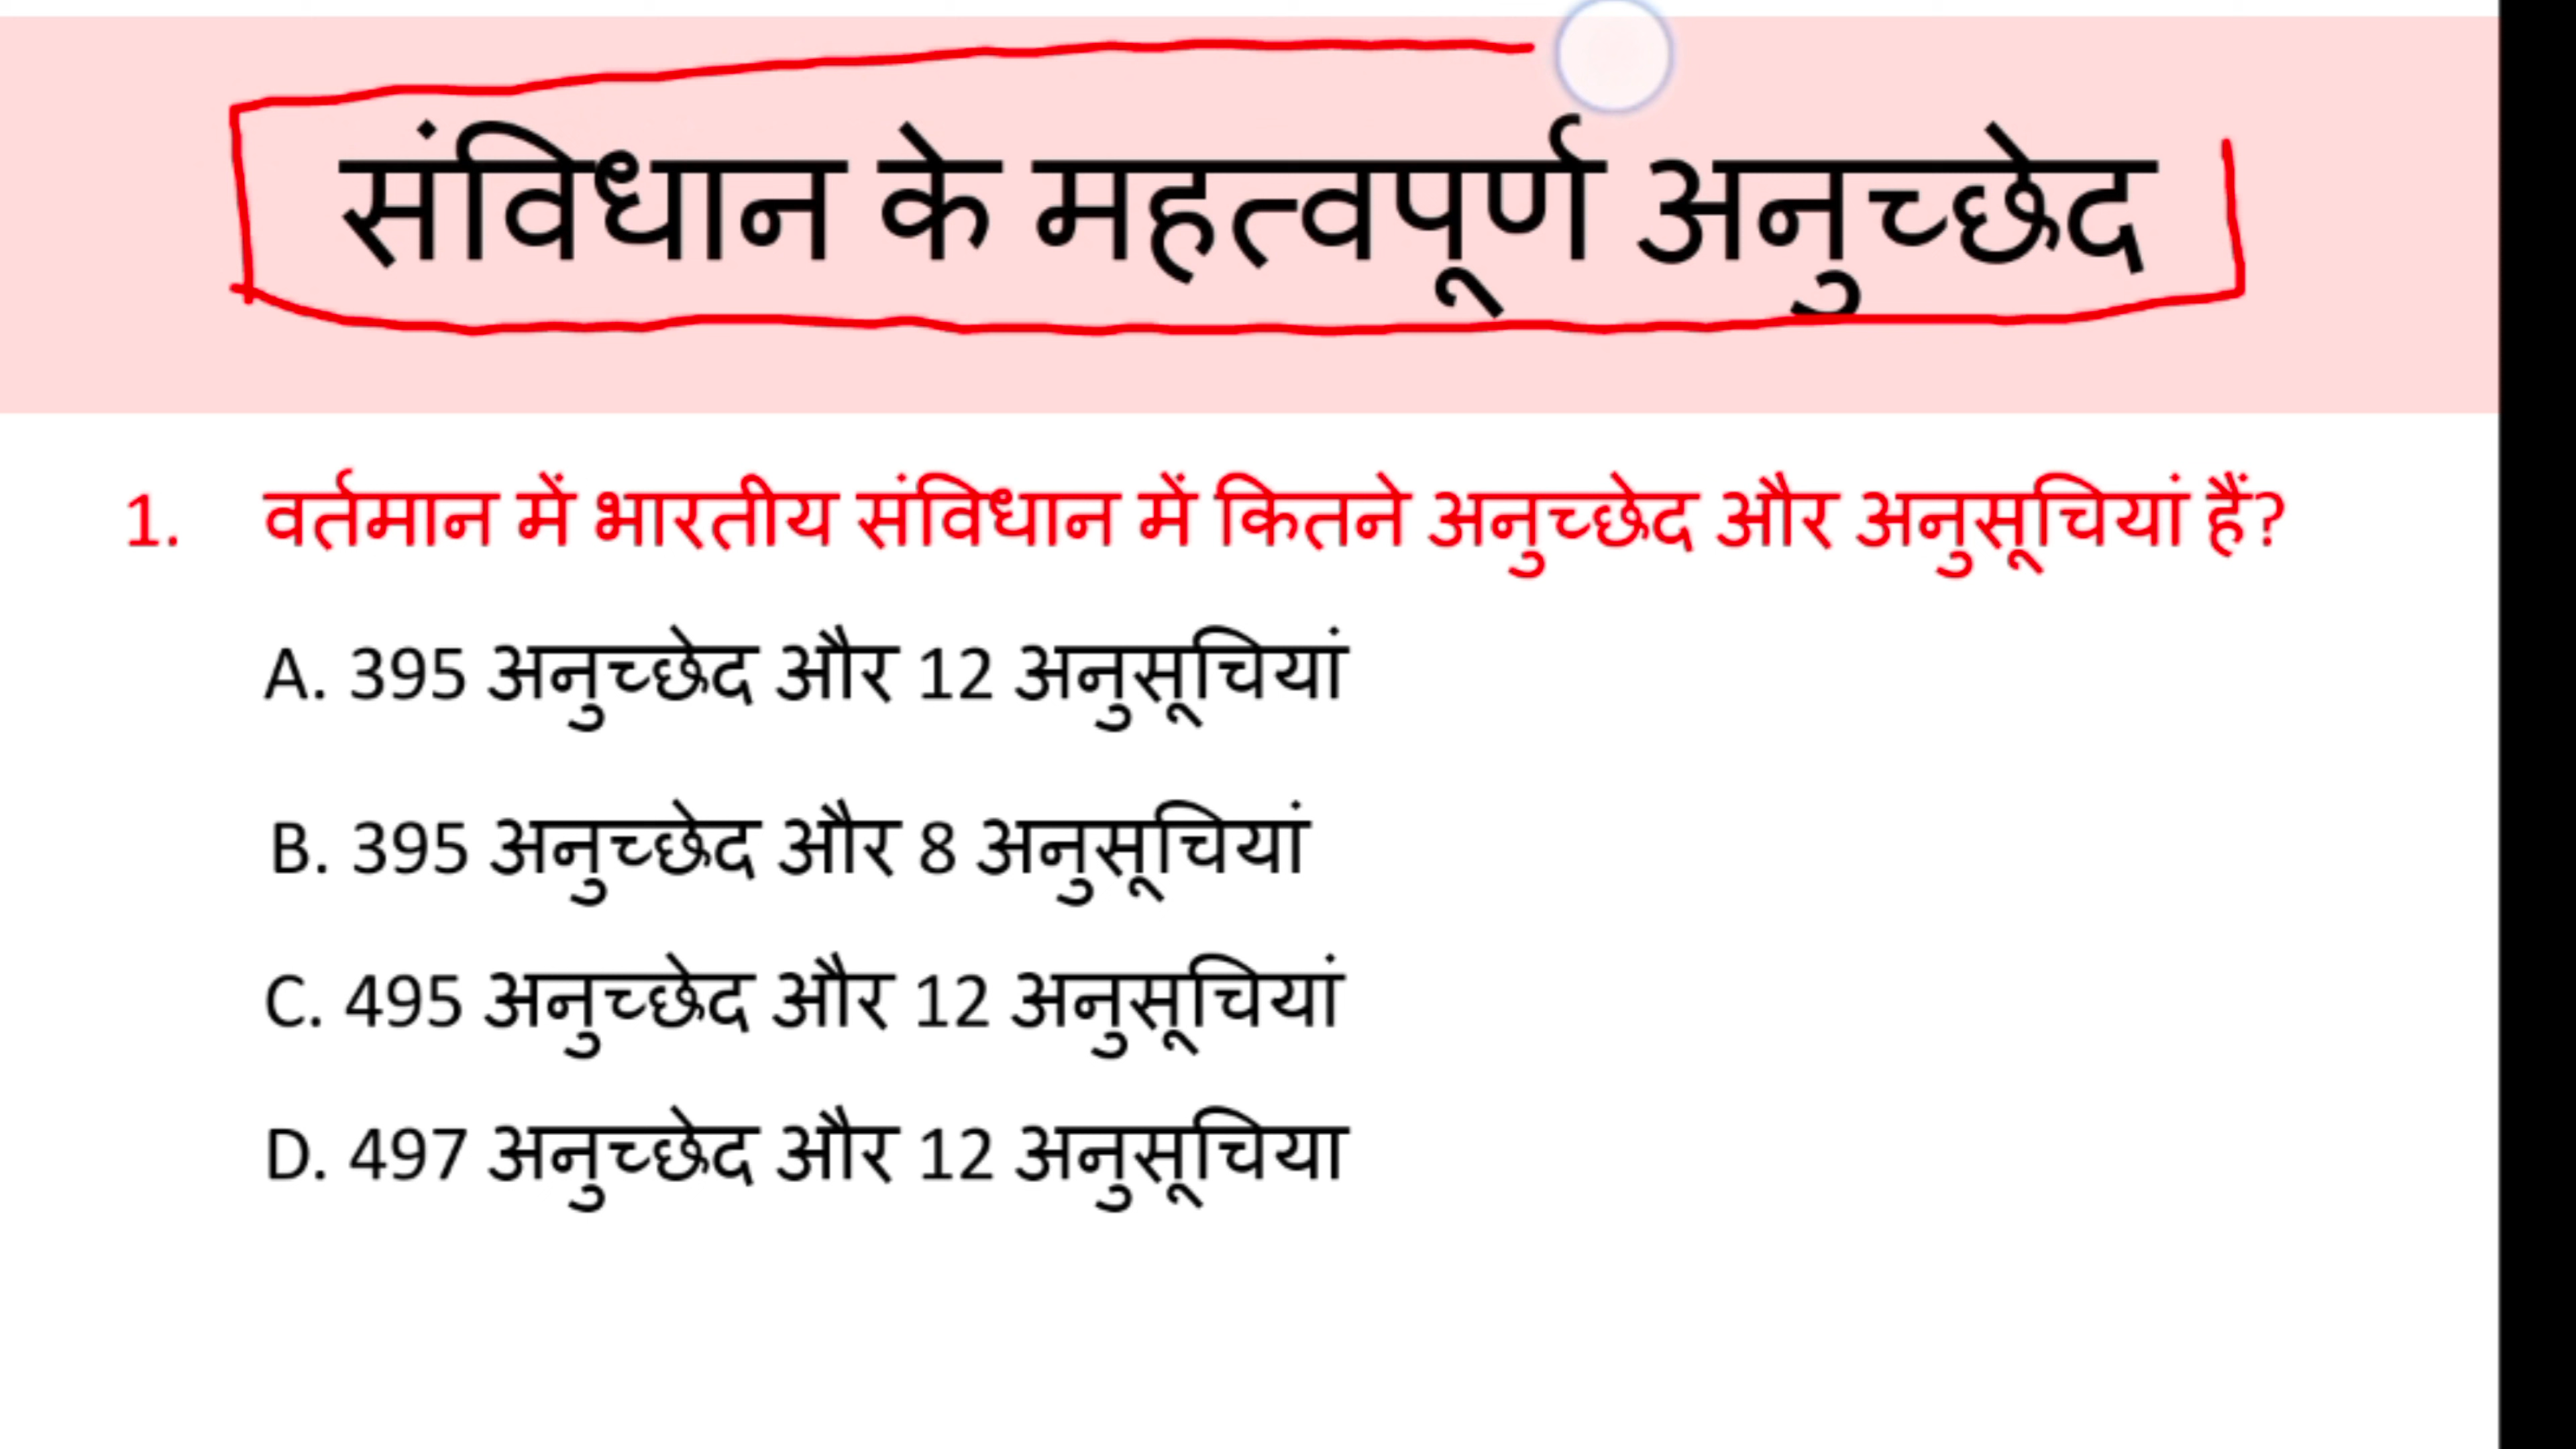 संविधान के महत्वपूर्ण अनुच्छेद
1. वर्तमान में भारतीय संविधान में कितने अनुच्छेद और अनुसूचियां हैं?
A. 395 अनुच्छेद और 12 अनुसूचियां
B. 395 अनुच्छेद और 8 अनुसूचियां
C. 495 अनुच्छेद और 12 अनुसूचियां
D. 497 अनुच्छेद और 12 अनुसूचिया